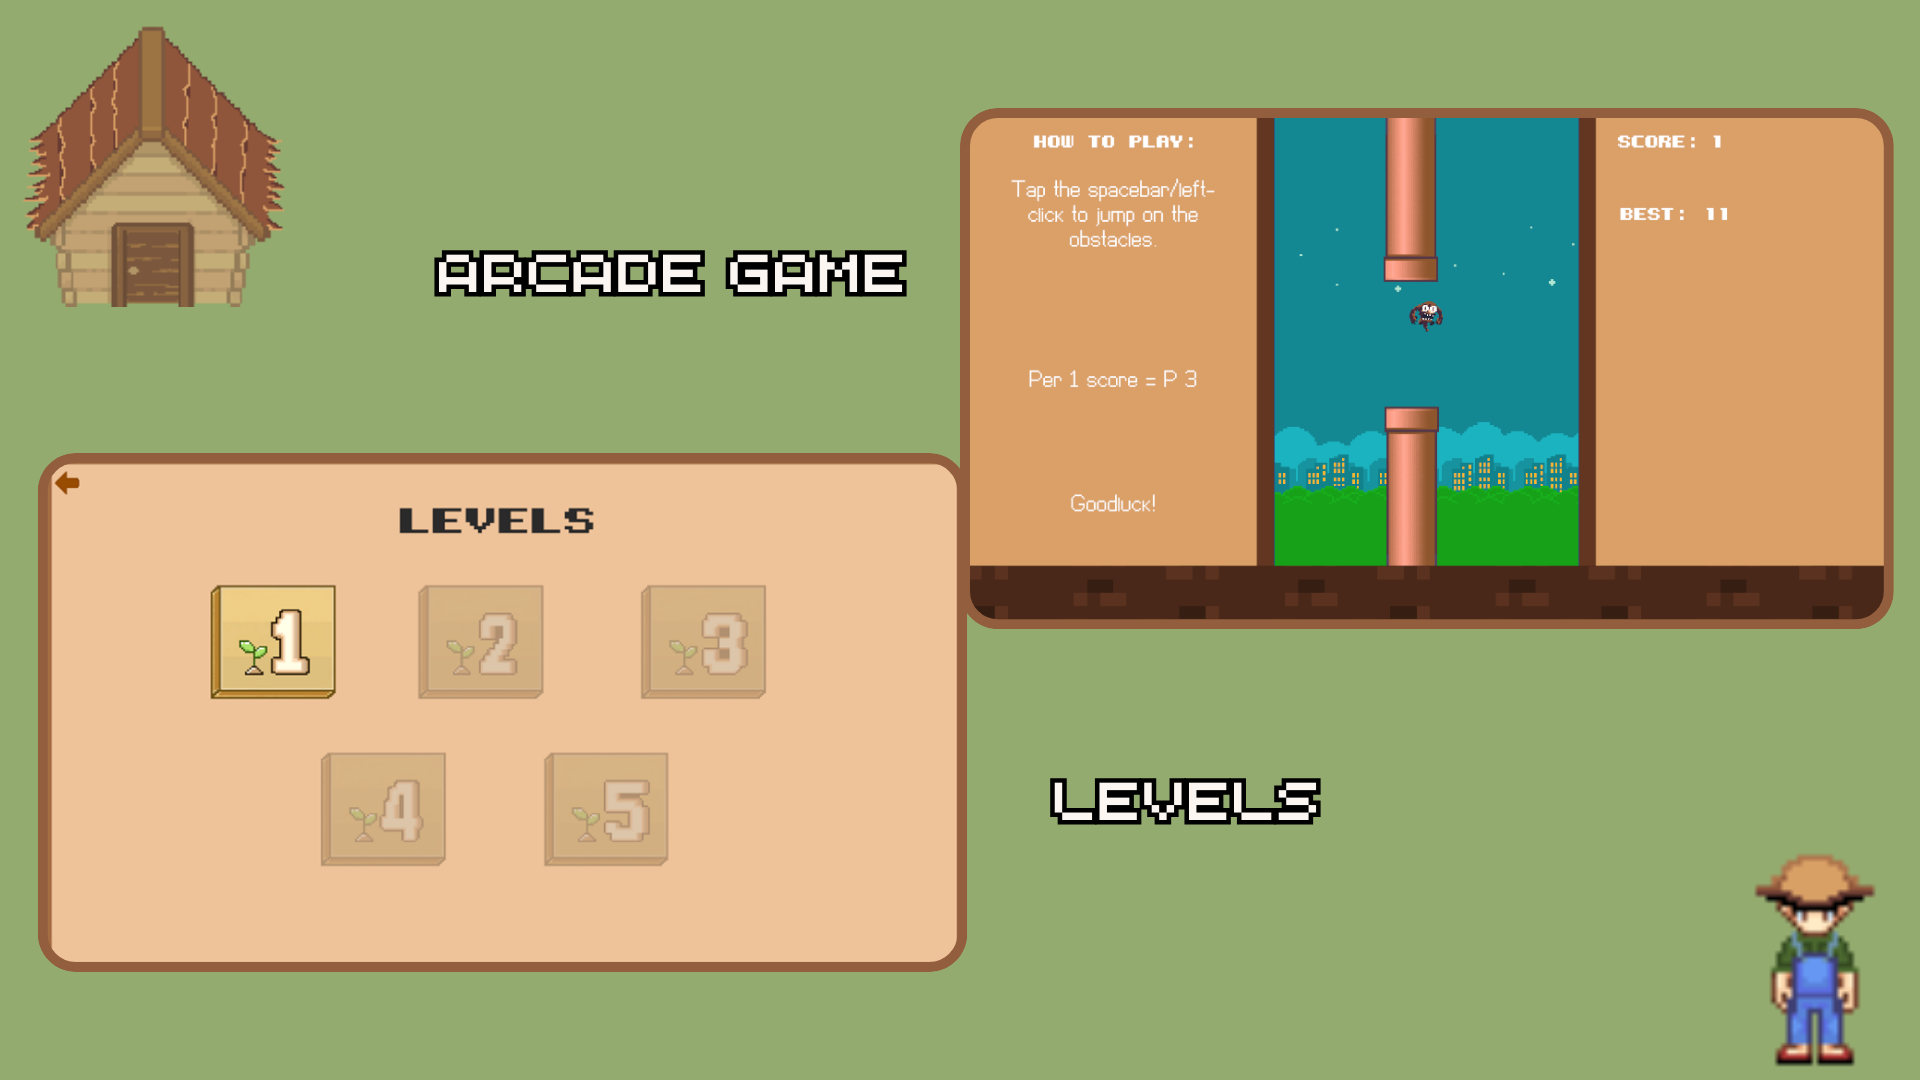 ARCADE GAME
HOW TO PLAY:
Tap the spacebar/left-
click to jump on the
obstacles.
Per 1 score = P 3
Goodluck!
SCORE: 1
BEST: 11
LEVELS
1
2
3
4
5
LEVELS